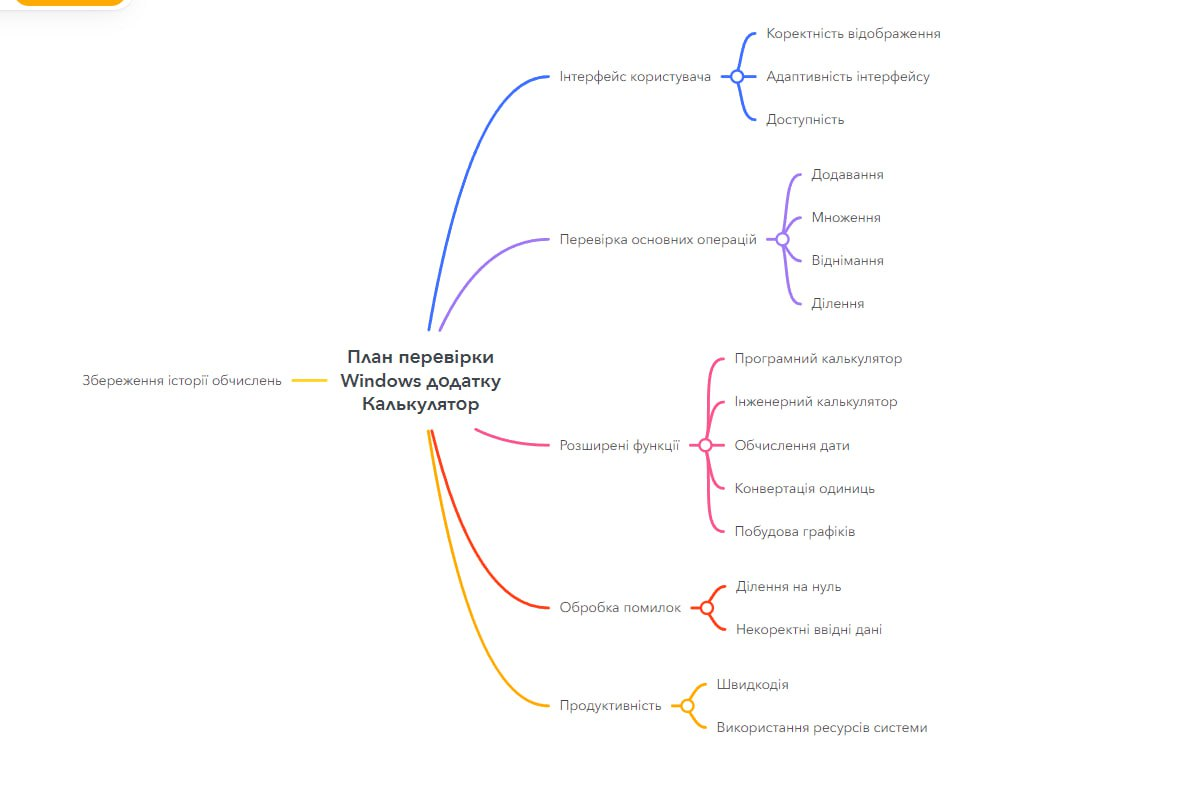 План перевірки
Windows додатку
Калькулятор
Інтерфейс користувача
Коректність відображення
Адаптивність інтерфейсу
Доступність
Перевірка основних операцій
Додавання
Множення
Віднімання
Ділення
Розширені функції
Програмний калькулятор
Інженерний калькулятор
Обчислення дати
Конвертація одиниць
Побудова графіків
Обробка помилок
Ділення на нуль
Некоректні ввідні дані
Продуктивність
Швидкодія
Використання ресурсів системи
Збереження історії обчислень